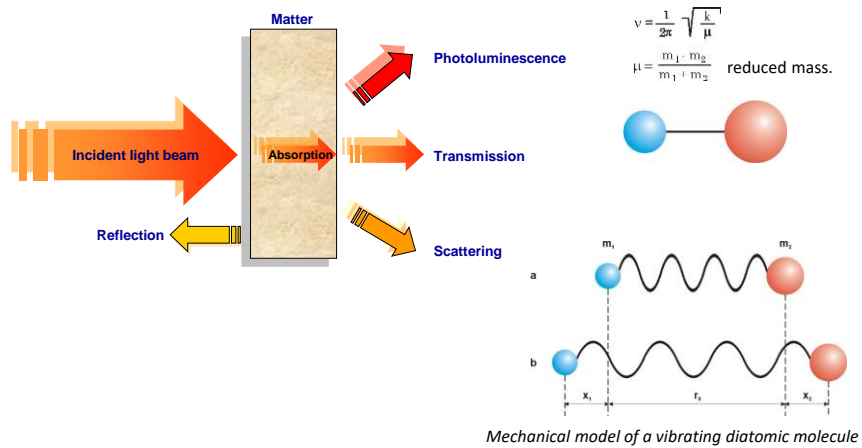 Matter
Photoluminescence
Incident light beam
Absorption
Transmission
Reflection
Scattering
ν = 1/2π √k/μ
μ = m₁ · m₂ / m₁ + m₂ reduced mass.
m₁ m₂
a
b
x₁ r₀ x₂
Mechanical model of a vibrating diatomic molecule